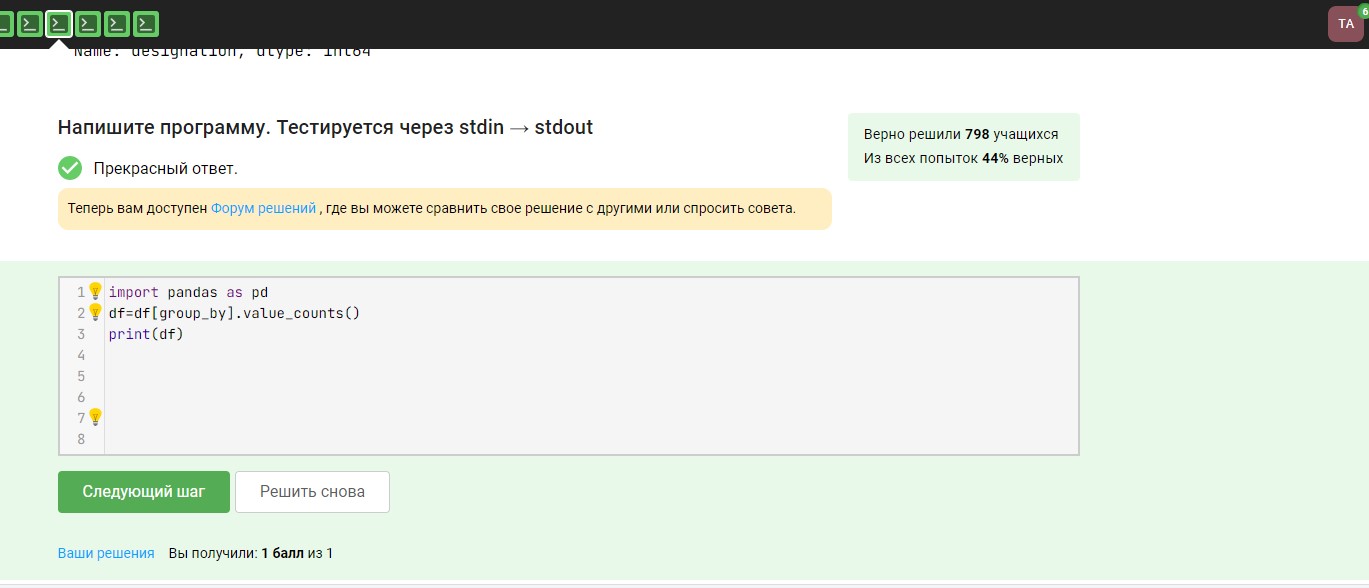 TA
6
Name: designation, dtype: int64
Напишите программу. Тестируется через stdin → stdout
Верно решили 798 учащихся
Из всех попыток 44% верных
Прекрасный ответ.
Теперь вам доступен Форум решений , где вы можете сравнить свое решение с другими или спросить совета.
1 import pandas as pd
2 df=df[group_by].value_counts()
3 print(df)
4
5
6
7
8
Следующий шаг
Решить снова
Ваши решения Вы получили: 1 балл из 1